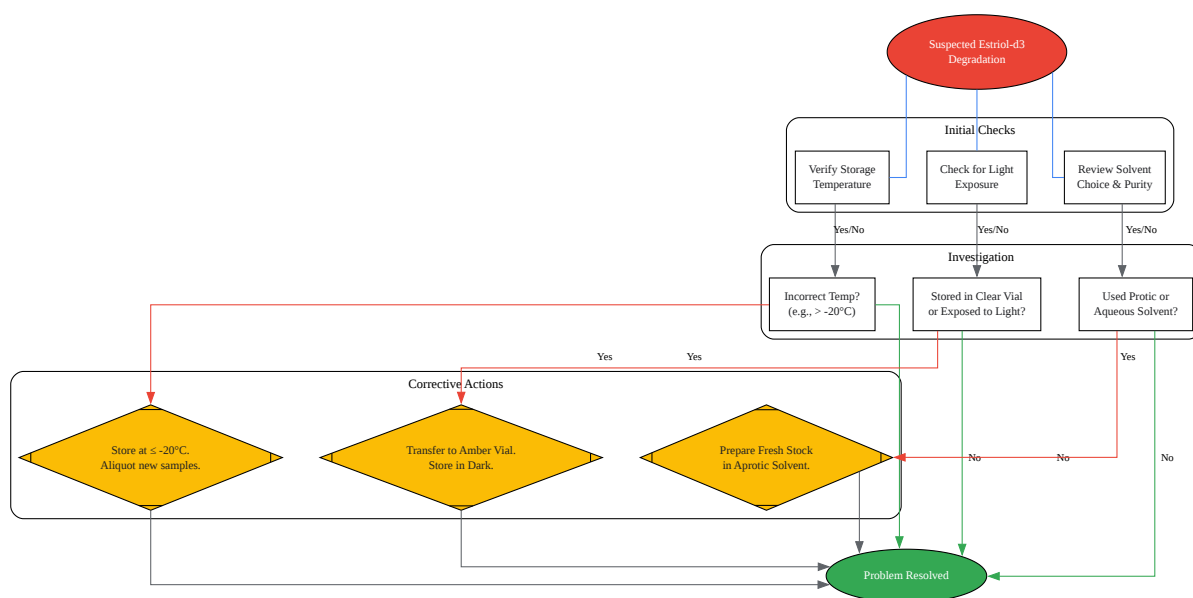 Suspected Estriol-d3
Degradation
Initial Checks
Verify Storage
Temperature
Check for Light
Exposure
Review Solvent
Choice & Purity
Yes/No
Yes/No
Yes/No
Investigation
Incorrect Temp?
(e.g., > -20°C)
Stored in Clear Vial
or Exposed to Light?
Used Protic or
Aqueous Solvent?
Yes
Yes
Yes
Corrective Actions
Store at ≤ -20°C.
Aliquot new samples.
Transfer to Amber Vial.
Store in Dark.
Prepare Fresh Stock
in Aprotic Solvent.
No
No
No
Problem Resolved